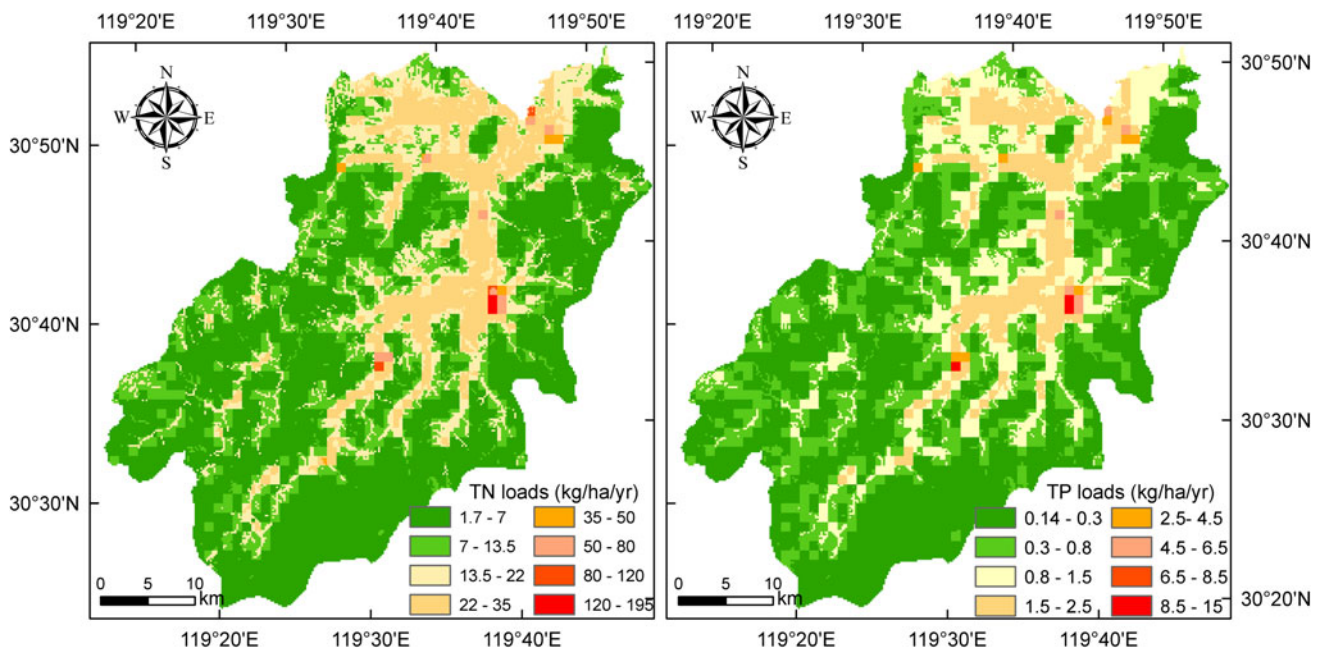 119°20'E 119°30'E 119°40'E 119°50'E 119°20'E 119°40'E 119°50'E
N
W E
S
N
W E
S
30°50'N
30°50'N
30°40'N
30°40'N
30°30'N
30°30'N
30°20'N
TN loads (kg/ha/yr)
1.7 - 7 35 - 50
7 - 13.5 50 - 80
13.5 - 22 80 - 120
22 - 35 120 - 195
0 5 10
km
TP loads (kg/ha/yr)
0.14 - 0.3 2.5- 4.5
0.3 - 0.8 4.5 - 6.5
0.8 - 1.5 6.5 - 8.5
1.5 - 2.5 8.5 - 15
0 5 10
km
119°20'E 119°30'E 119°40'E 119°20'E 119°30'E 119°40'E